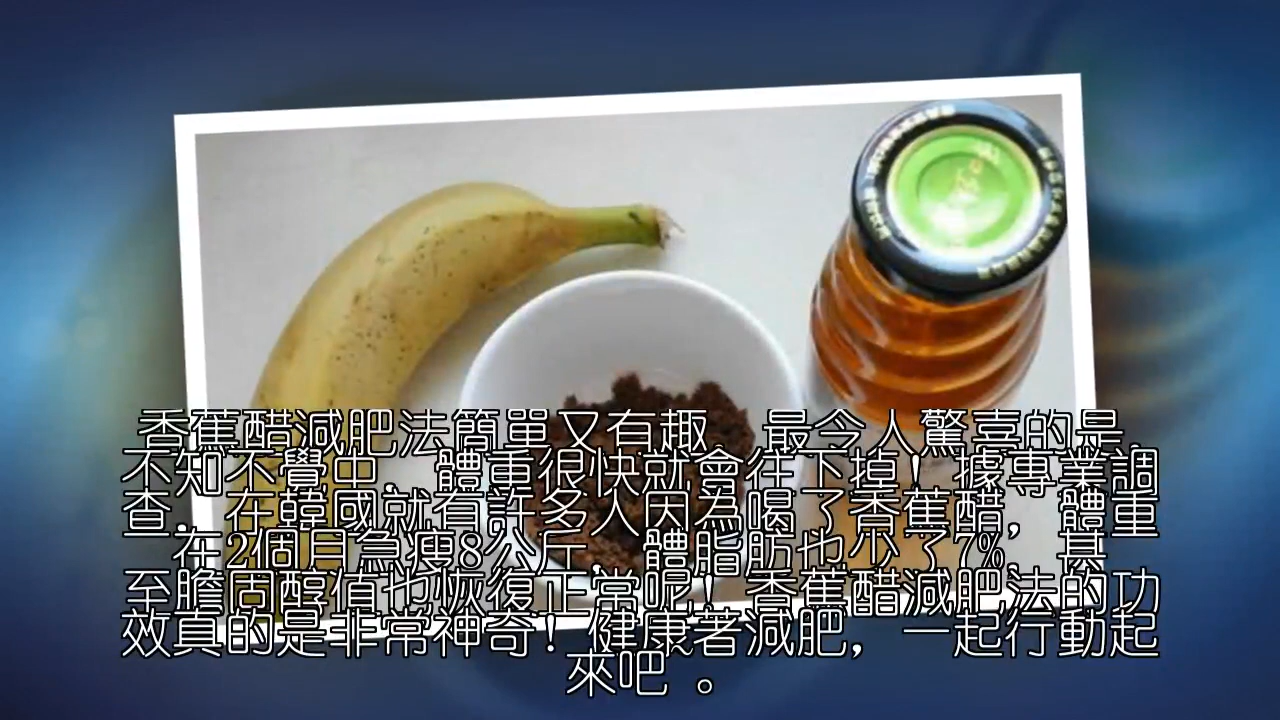 香蕉醋減肥法簡單又有趣。最令人驚喜的是,
不知不覺中，體重很快就會往下掉！據專業調
查，在韓國就有許多人因為喝了香蕉醋，體重
在2個月急瘦8公斤，體脂肪也少了7%。甚
至膽固醇值也恢復正常呢！香蕉醋減肥法的功
效真的是非常神奇！健康著減肥，一起行動起
來吧~。